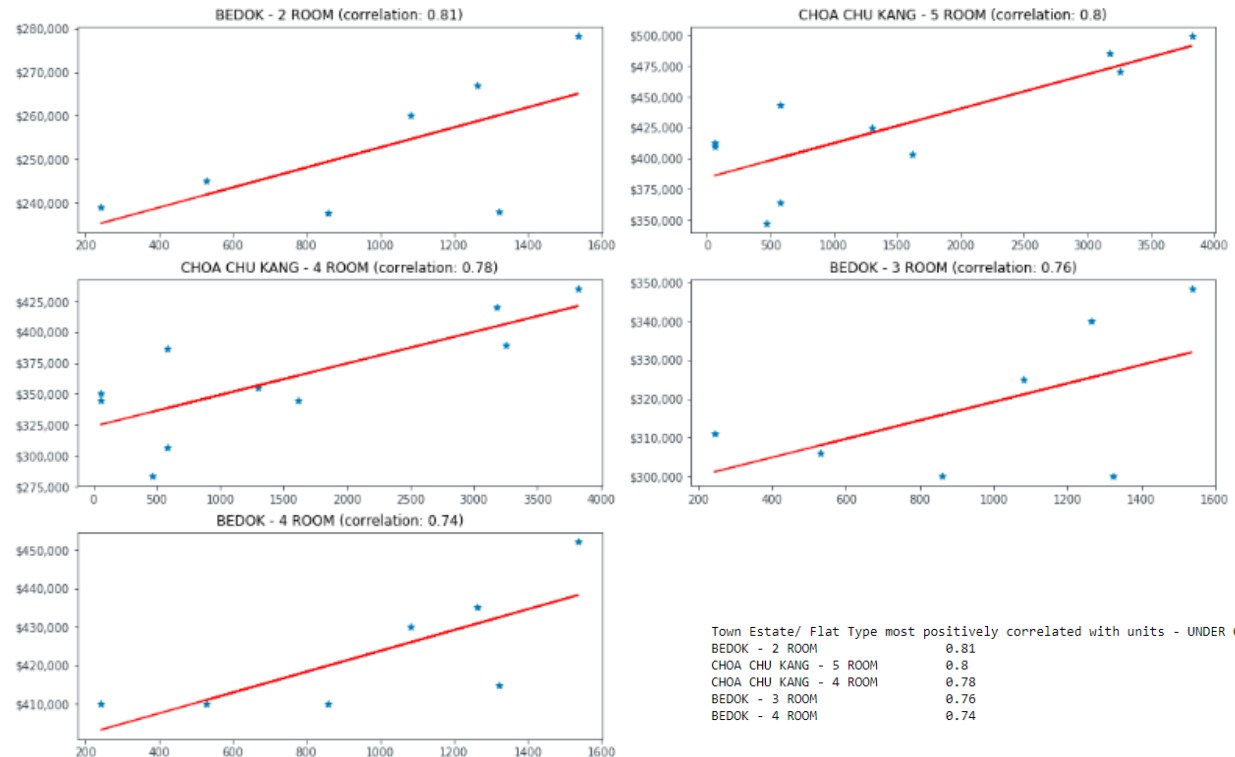 BEDOK - 2 ROOM (correlation: 0.81)
$280,000
$270,000
$260,000
$250,000
$240,000
200 400 600 800 1000 1200 1400 1600
CHOA CHU KANG - 5 ROOM (correlation: 0.8)
$500,000
$475,000
$450,000
$425,000
$400,000
$375,000
$350,000
0 500 1000 1500 2000 2500 3000 3500 4000
CHOA CHU KANG - 4 ROOM (correlation: 0.78)
$425,000
$400,000
$375,000
$350,000
$325,000
$300,000
$275,000
0 500 1000 1500 2000 2500 3000 3500 4000
BEDOK - 3 ROOM (correlation: 0.76)
$350,000
$340,000
$330,000
$320,000
$310,000
$300,000
200 400 600 800 1000 1200 1400 1600
BEDOK - 4 ROOM (correlation: 0.74)
$450,000
$440,000
$430,000
$420,000
$410,000
200 400 600 800 1000 1200 1400 1600
Town Estate/ Flat Type most positively correlated with units - UNDER
BEDOK - 2 ROOM 0.81
CHOA CHU KANG - 5 ROOM 0.8
CHOA CHU KANG - 4 ROOM 0.78
BEDOK - 3 ROOM 0.76
BEDOK - 4 ROOM 0.74